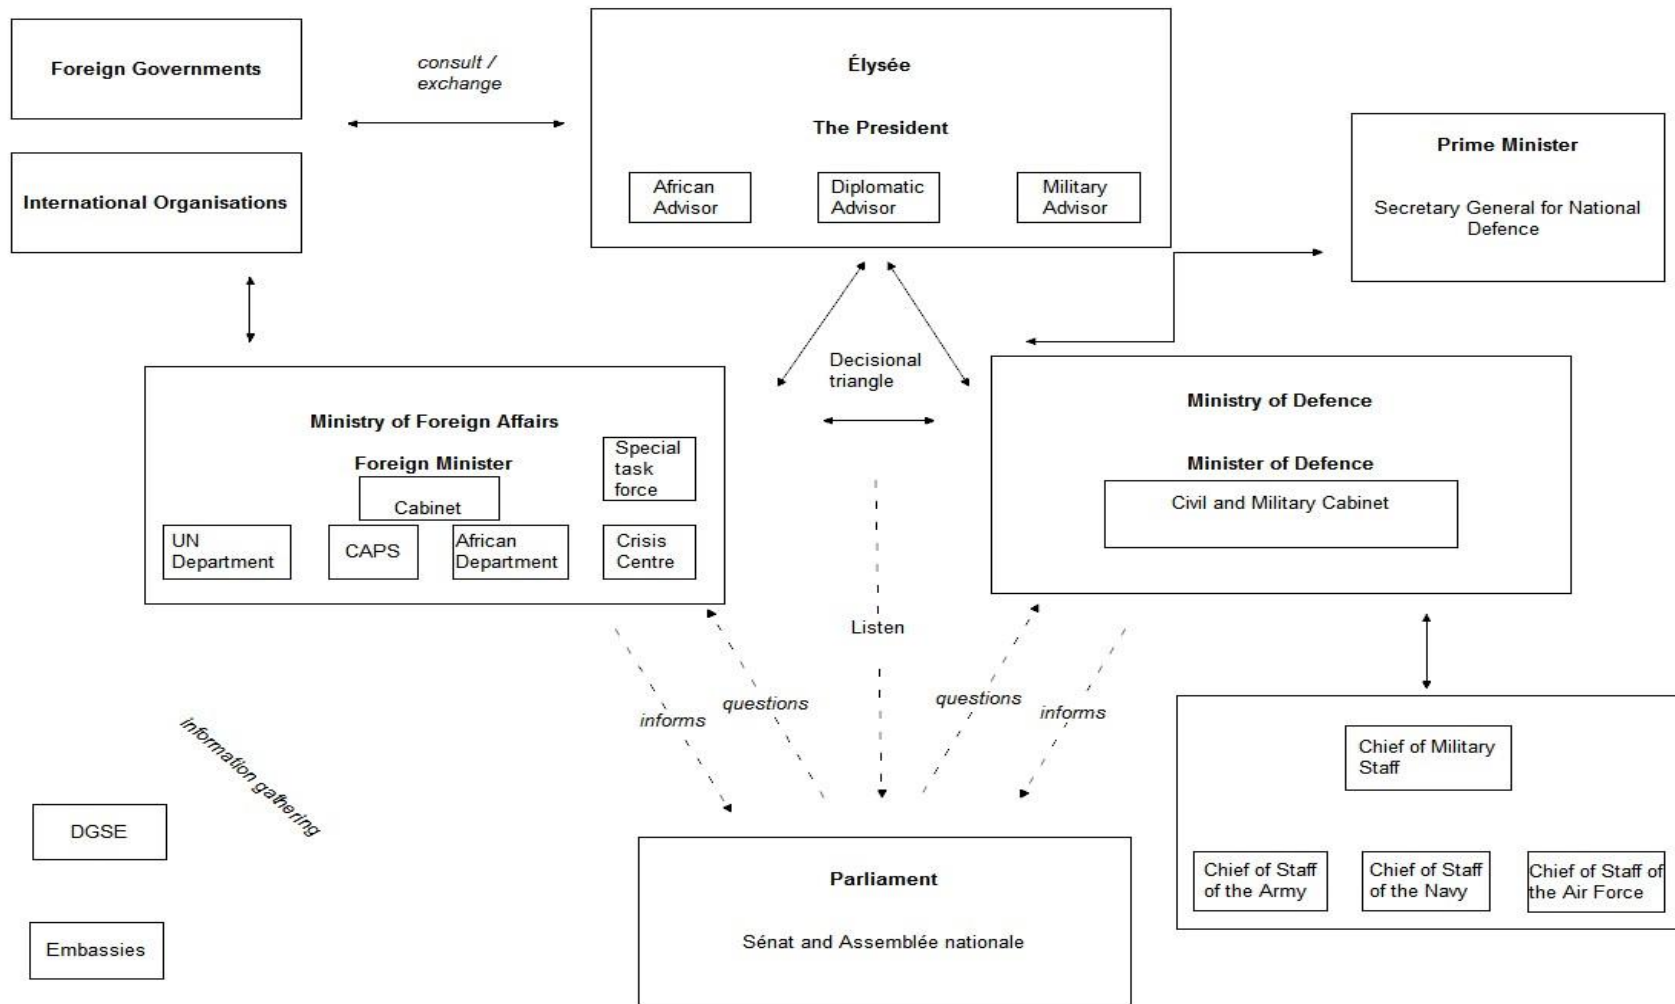 Foreign Governments
consult /
exchange
Élysée
The President
African
Advisor
Diplomatic
Advisor
Military
Advisor
International Organisations
Prime Minister
Secretary General for National
Defence
Decisional
triangle
Ministry of Foreign Affairs
Foreign Minister
Cabinet
Special
task
force
UN
Department
CAPS
African
Department
Crisis
Centre
Ministry of Defence
Minister of Defence
Civil and Military Cabinet
Listen
informs
questions
questions
informs
information gathering
DGSE
Embassies
Parliament
Sénat and Assemblée nationale
Chief of Military
Staff
Chief of Staff
of the Army
Chief of Staff
of the Navy
Chief of Staff of
the Air Force